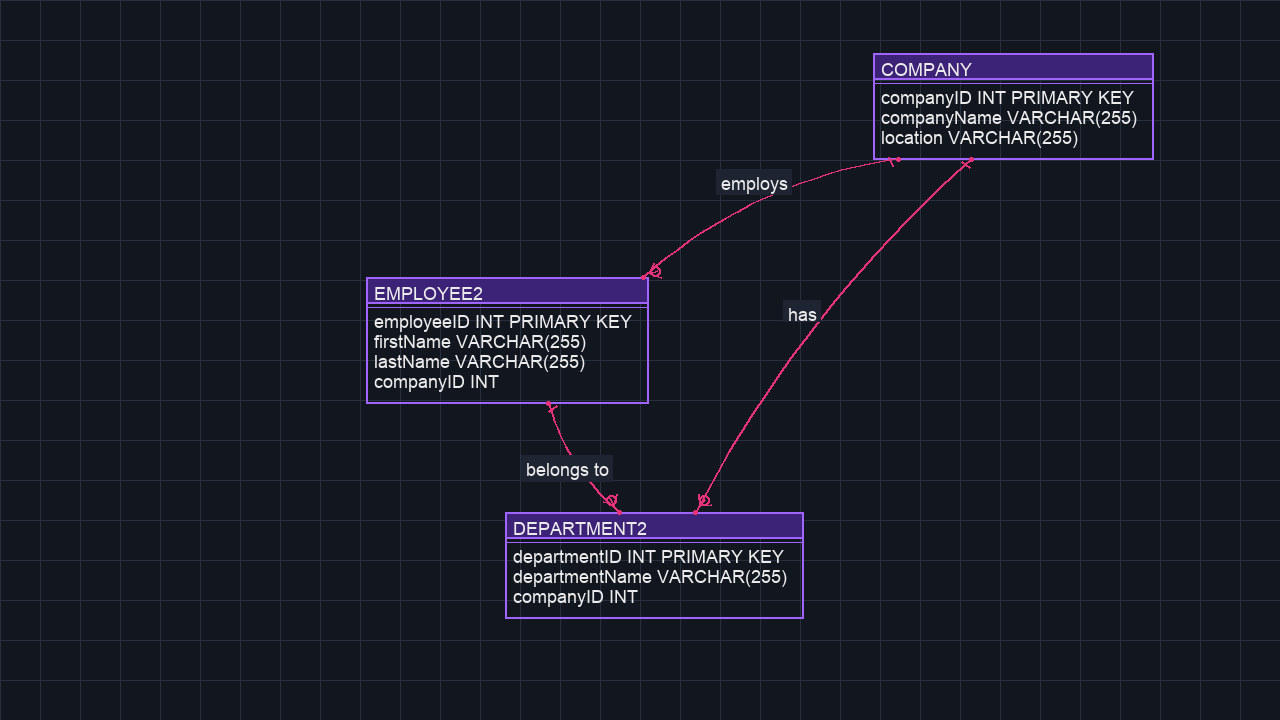 COMPANY
companyID INT PRIMARY KEY
companyName VARCHAR(255)
location VARCHAR(255)
employs
EMPLOYEE2
employeeID INT PRIMARY KEY
firstName VARCHAR(255)
lastName VARCHAR(255)
companyID INT
has
belongs to
DEPARTMENT2
departmentID INT PRIMARY KEY
departmentName VARCHAR(255)
companyID INT